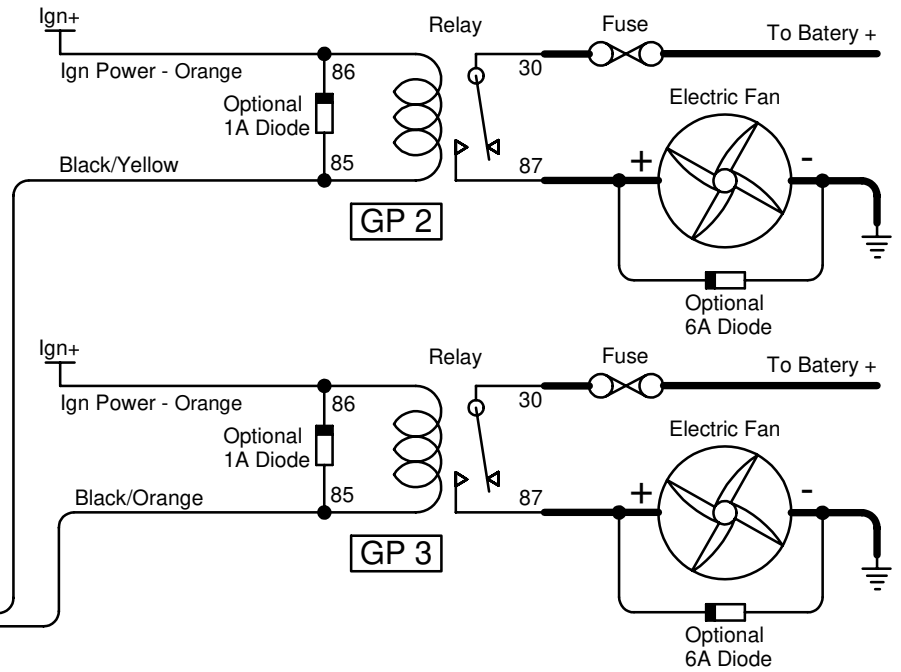 Ign+
Relay
Fuse
To Batery +
Ign Power - Orange
86
30
Electric Fan
Optional
1A Diode
+
-
Black/Yellow
85
87
GP 2
Optional
6A Diode
Ign+
Relay
Fuse
To Batery +
Ign Power - Orange
86
30
Electric Fan
Optional
1A Diode
+
-
Black/Orange
85
87
GP 3
Optional
6A Diode